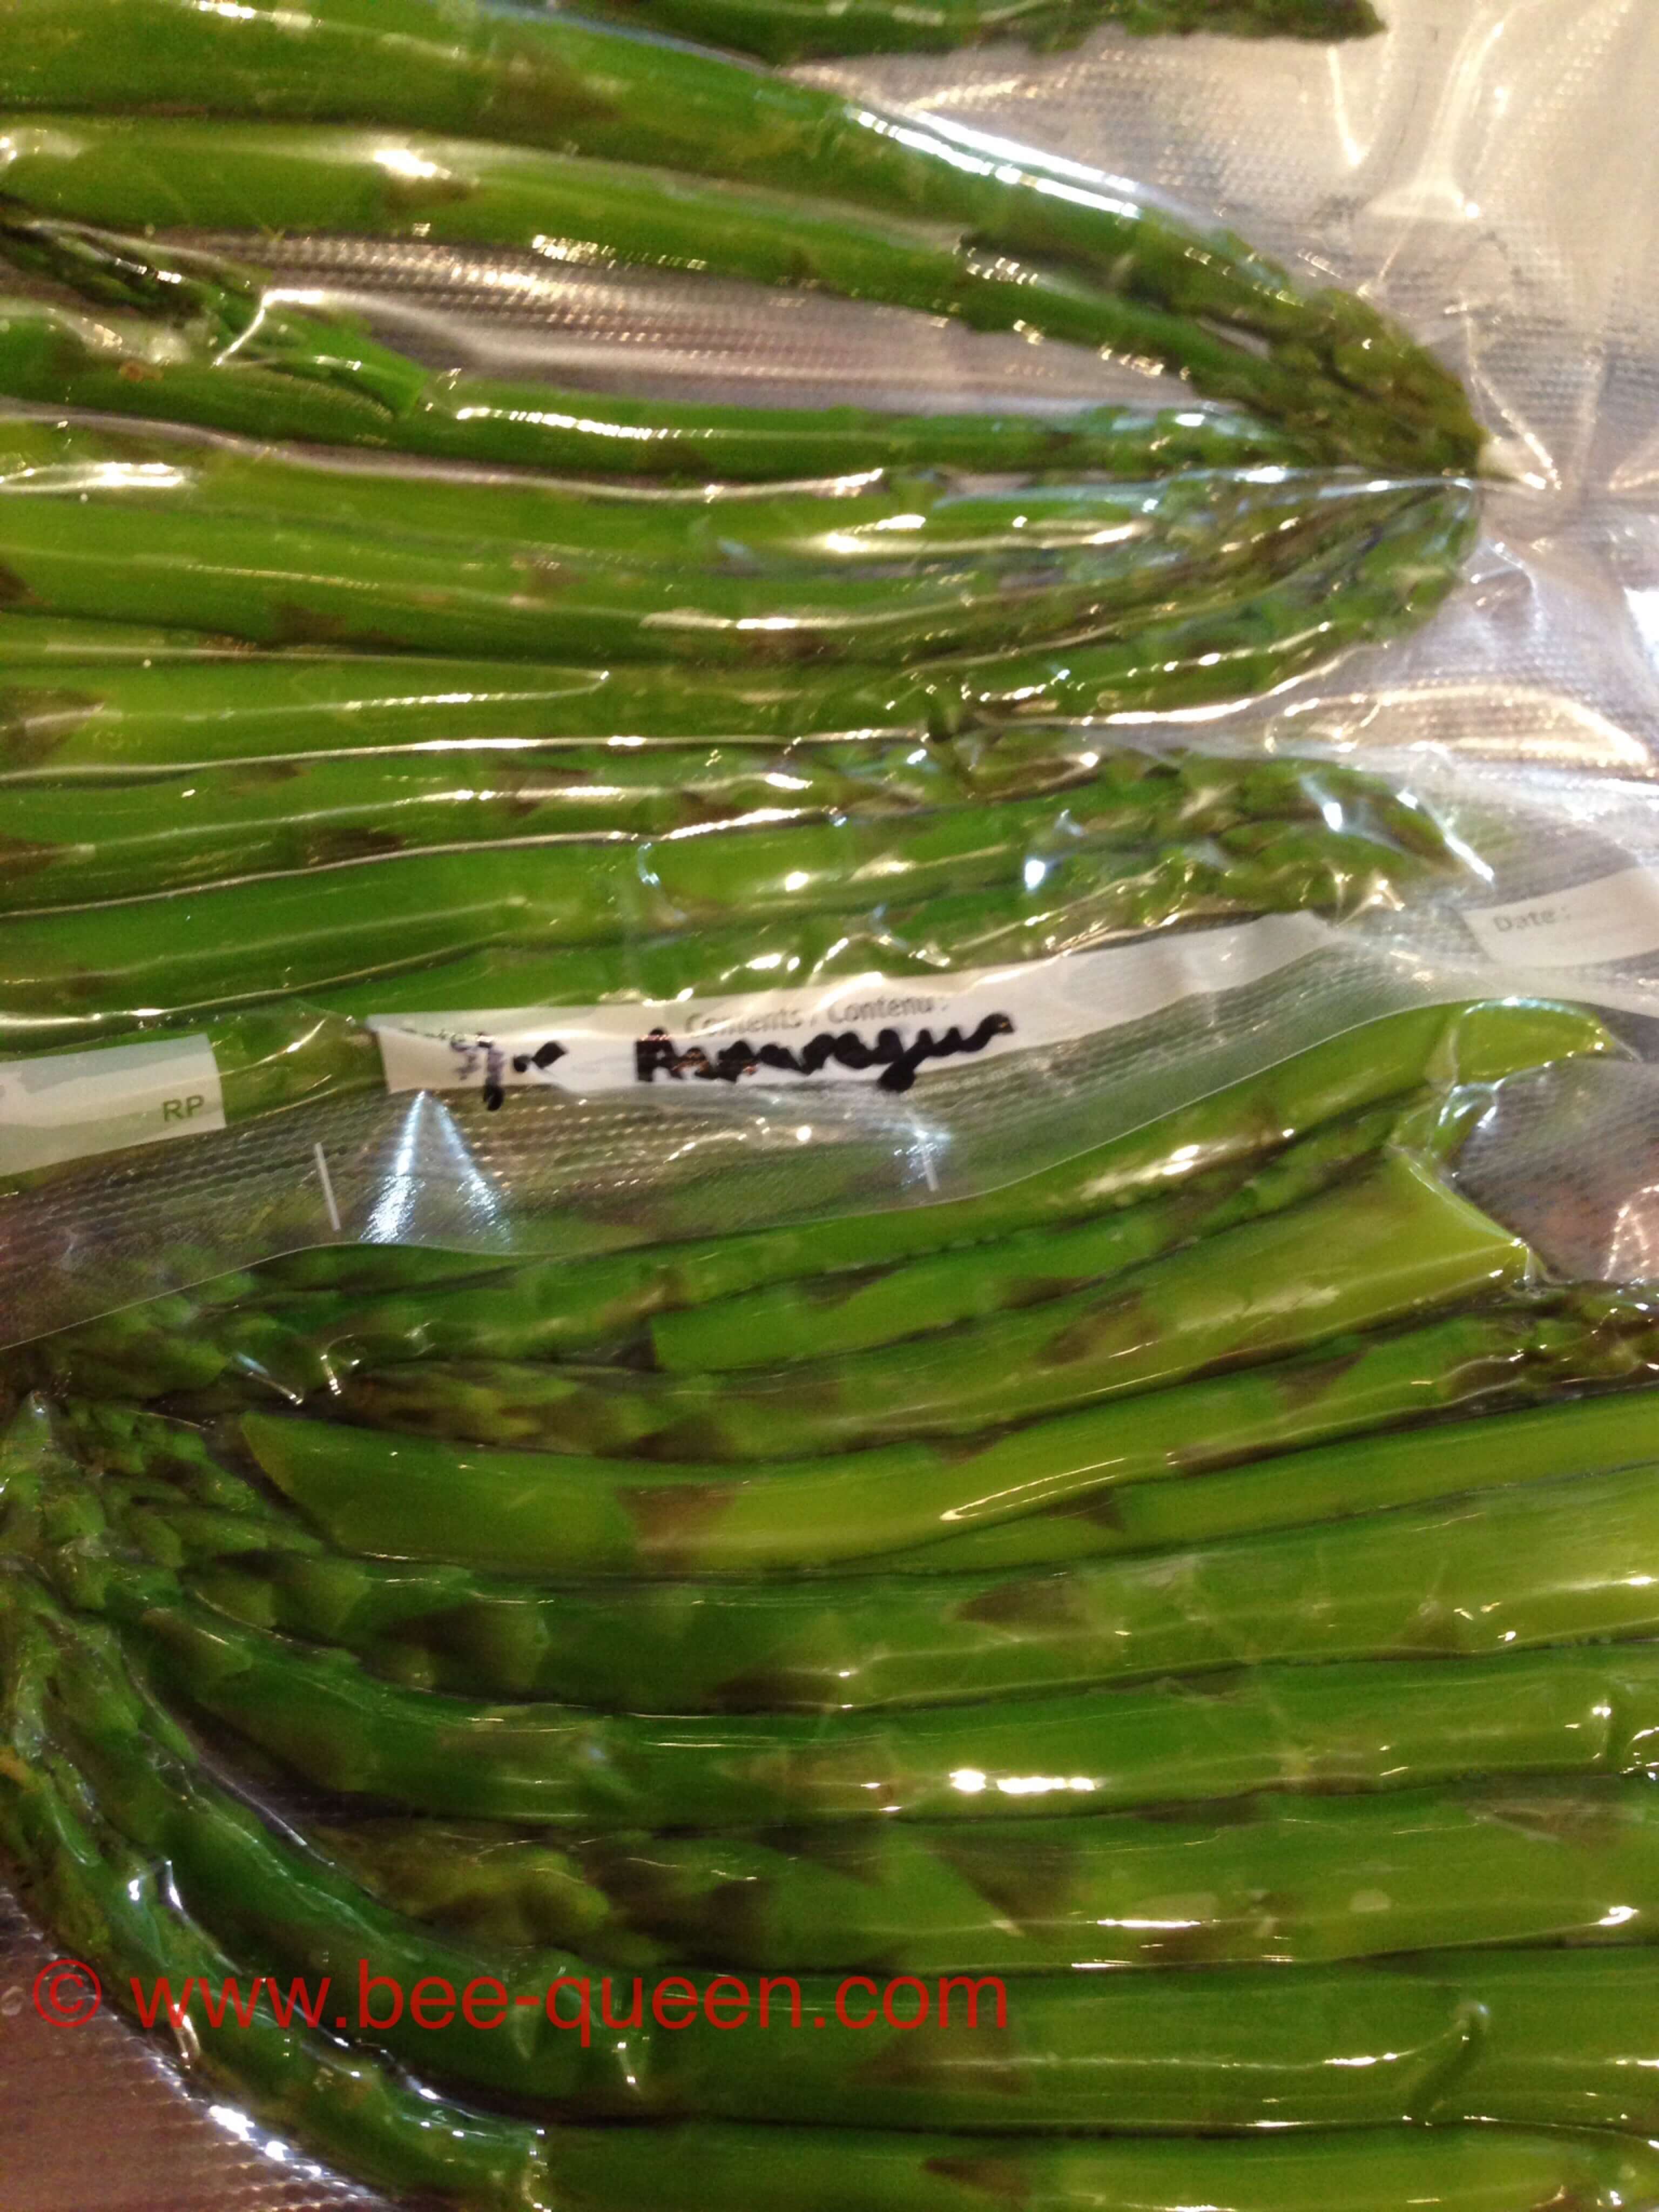 Date :
Contents / Contenu :
Asparagus
RP
© www.bee-queen.com